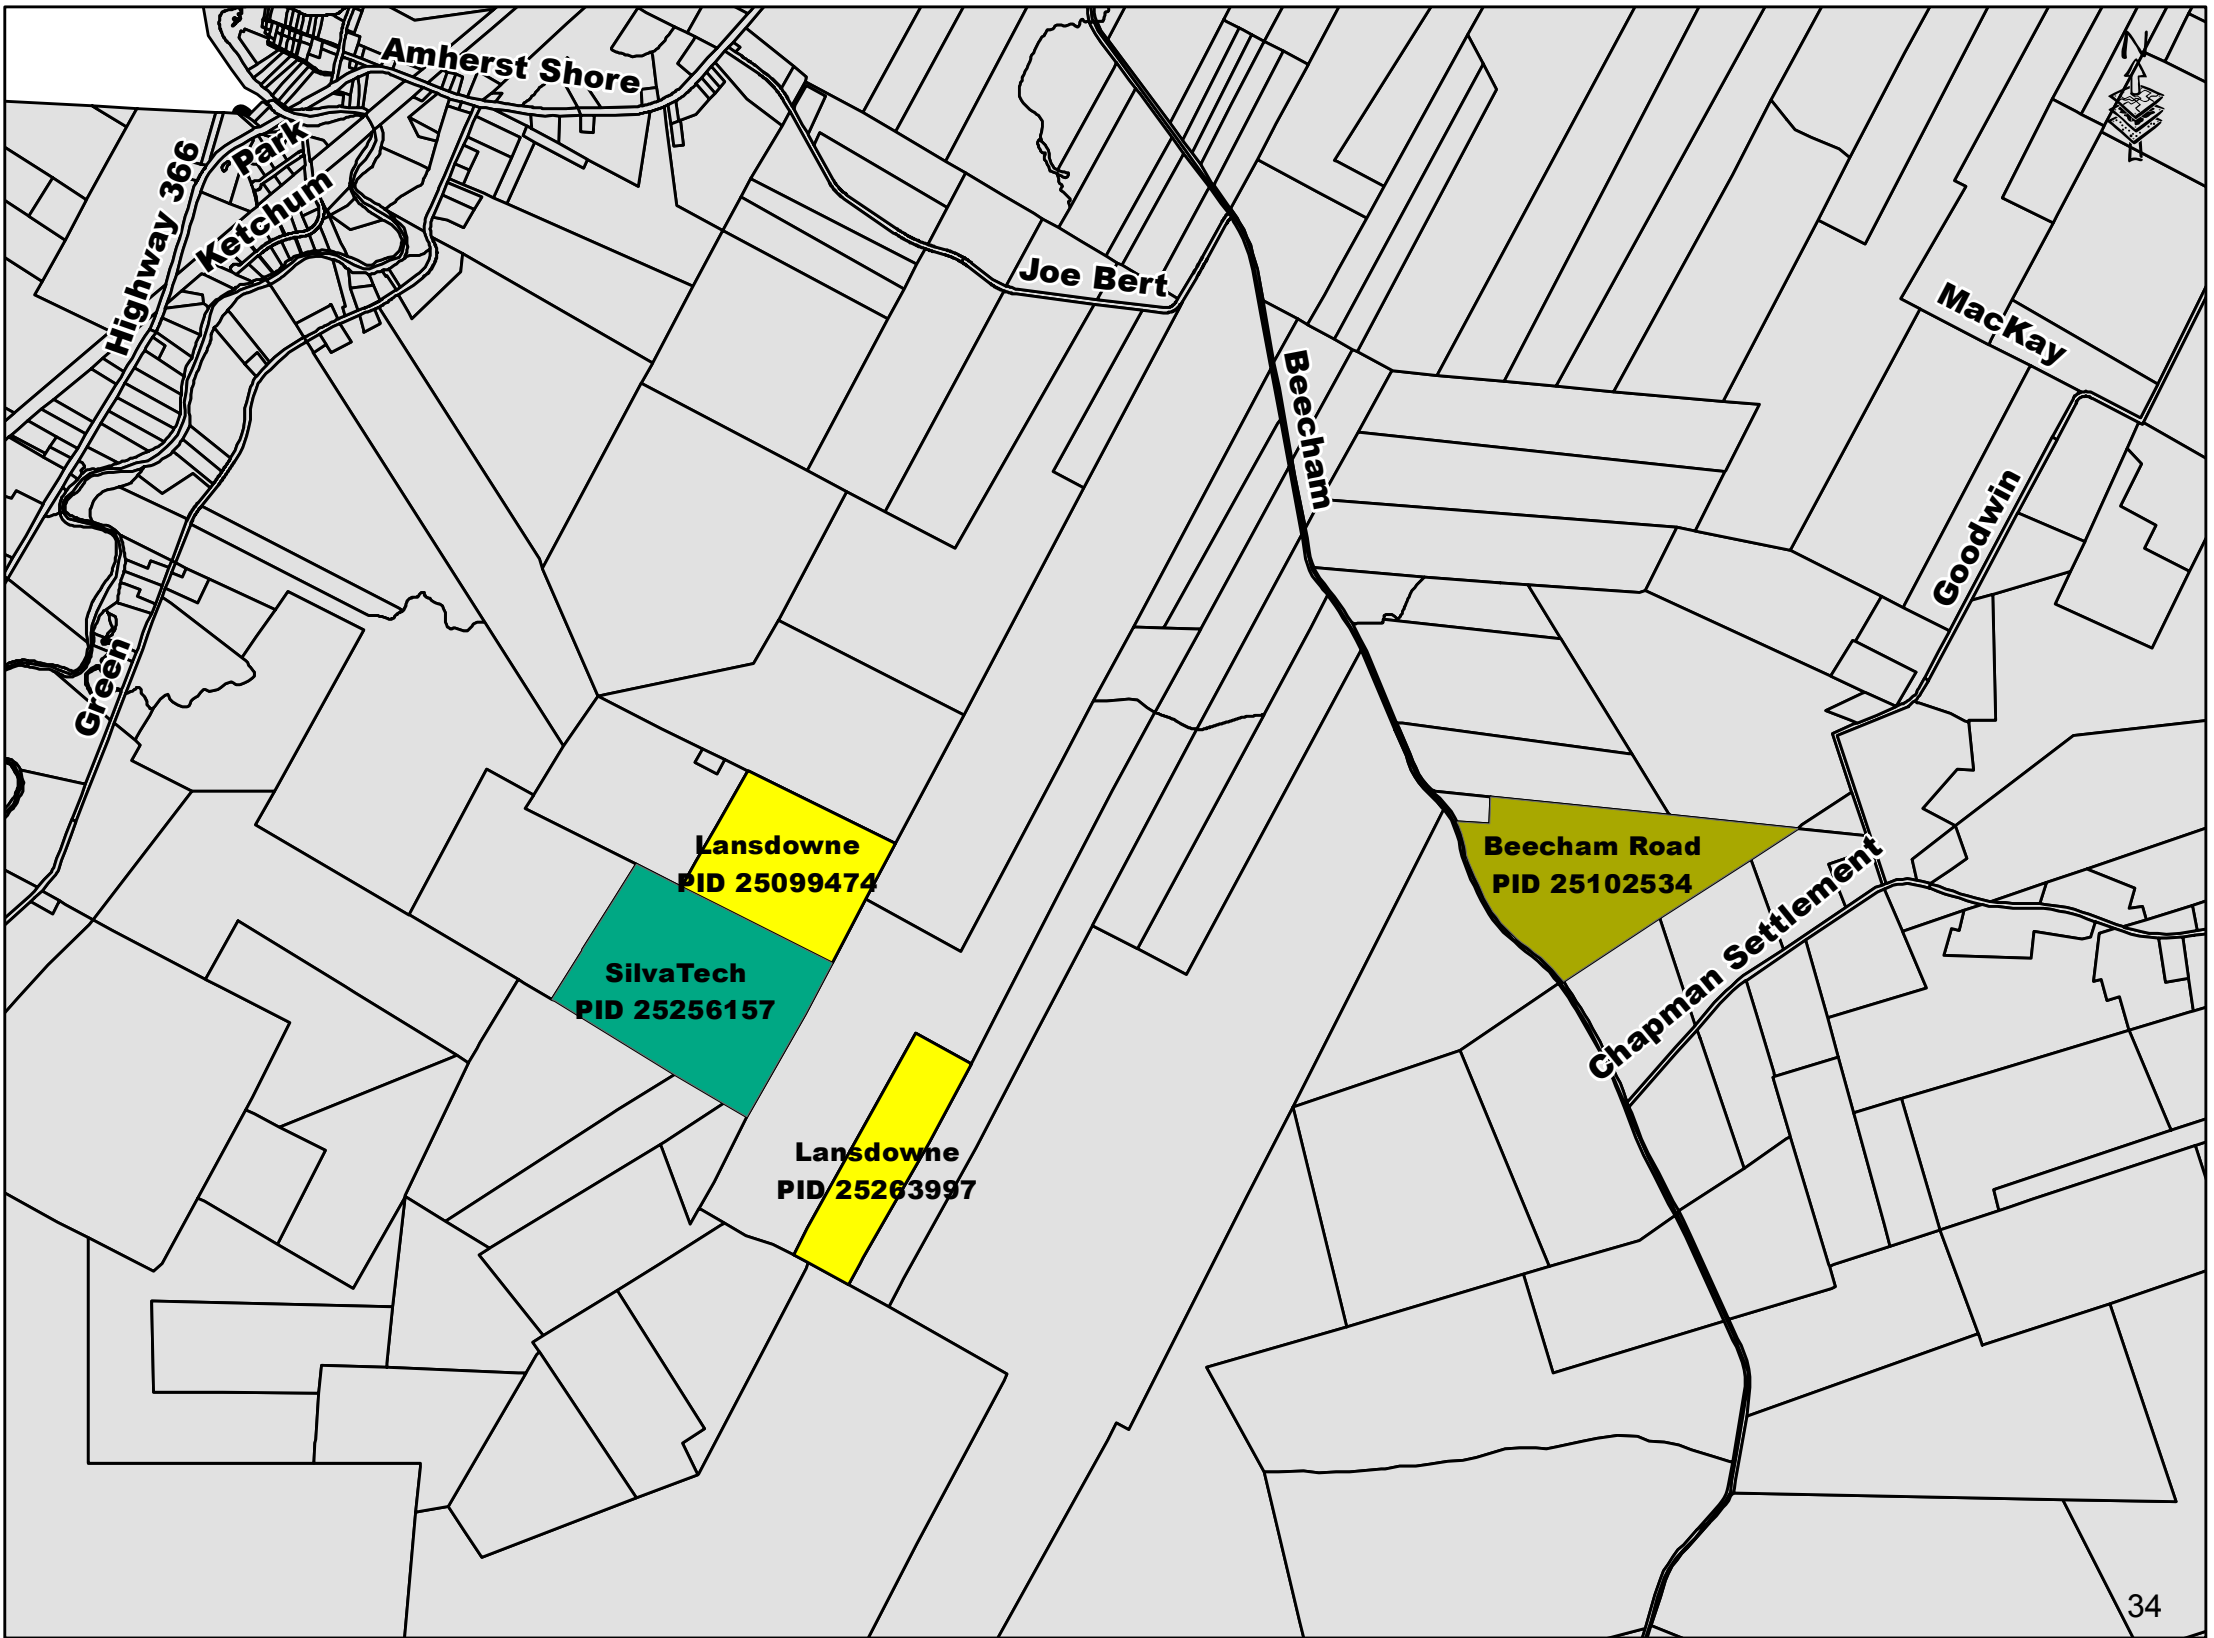 Amherst Shore
Highway 366
Park
Ketchum
Joe Bert
Beecham
MacKay
Goodwin
Green
Lansdowne
PID 25099474
Beecham Road
PID 25102534
Chapman Settlement
SilvaTech
PID 25256157
Lansdowne
PID 25263997
34